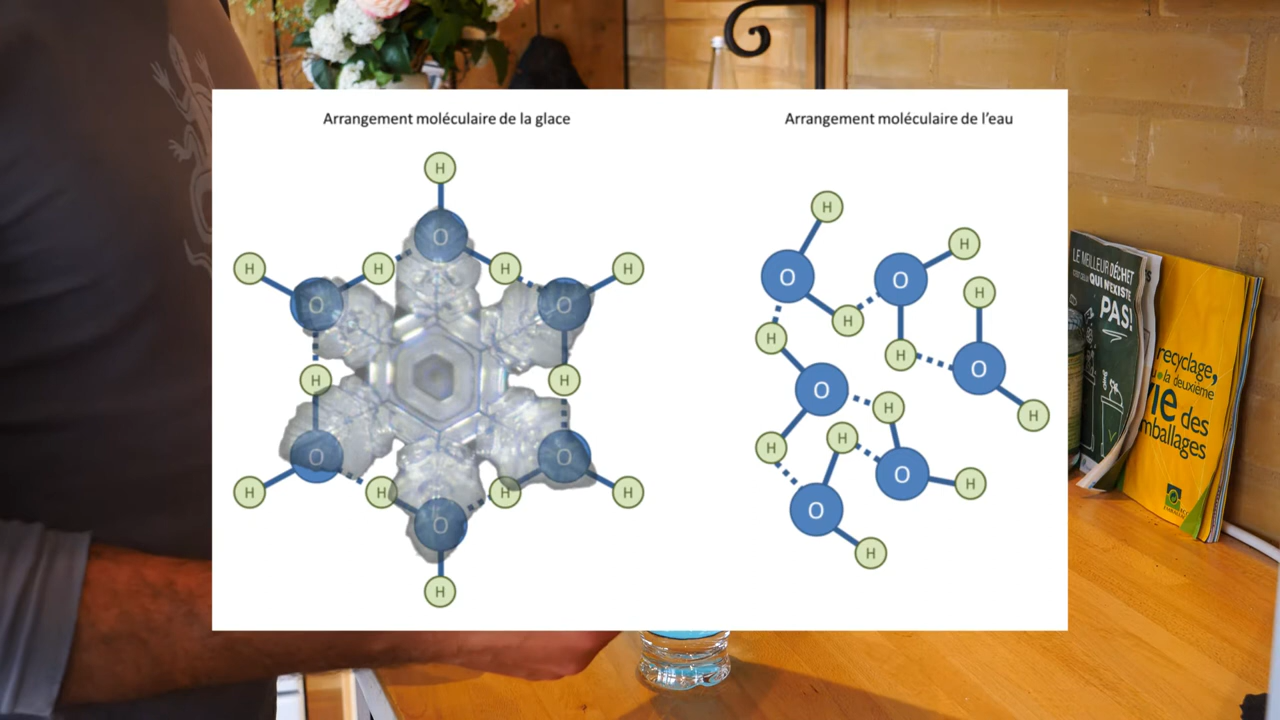 Arrangement moléculaire de la glace
Arrangement moléculaire de l'eau
H
O
H
H
H
H
O
O
H
H
H
H
O
O
H
H
O
H
H
H
H
O
O
H
H
H
H
O
H
O
H
H
H
O
H
O
H
H
LE MEILLEUR DÉCHET
QUI N'EXISTE
PAS!
recyclage,
la deuxième
vie des
mballages